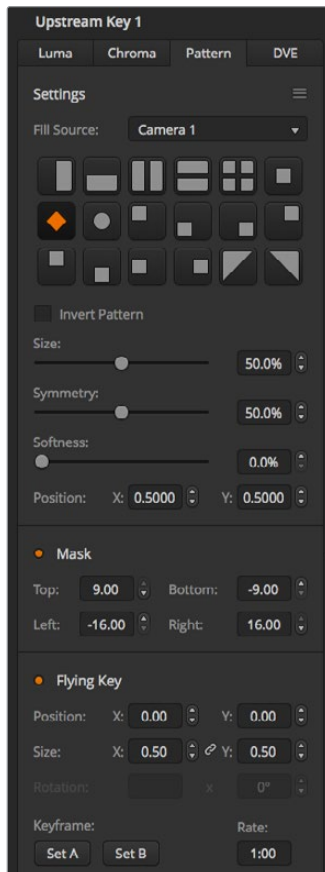 Upstream Key 1
Luma Chroma Pattern DVE
Settings
Fill Source: Camera 1
Invert Pattern
Size:
50.0%
Symmetry:
50.0%
Softness:
0.0%
Position: X: 0.5000 Y: 0.5000
Mask
Top: 9.00 Bottom: -9.00
Left: -16.00 Right: 16.00
Flying Key
Position: X: 0.00 Y: 0.00
Size: X: 0.50 Y: 0.50
Rotation: x 0°
Keyframe: Rate:
Set A Set B 1:00